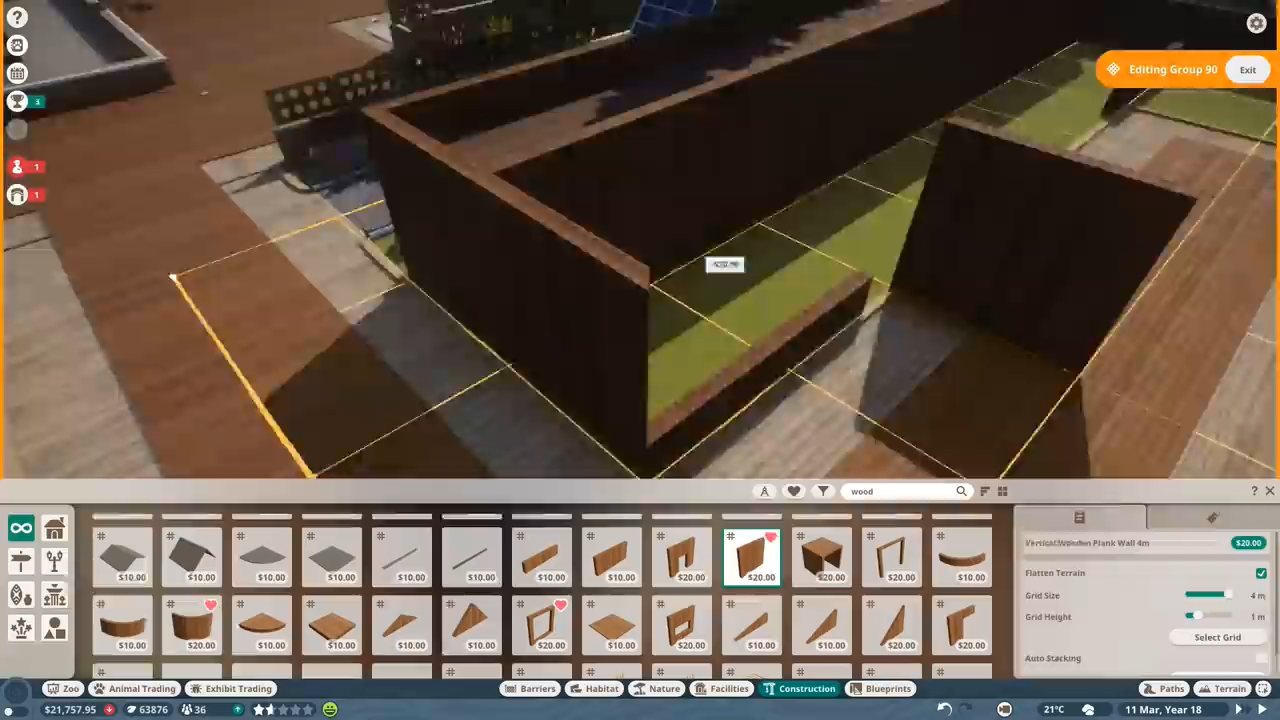 Editing Group 90
Exit
3
1
1
wood
$10.00 $10.00 $10.00 $10.00 $10.00 $10.00 $10.00 $10.00 $20.00 $20.00 $20.00 $20.00 $10.00
$10.00 $20.00 $10.00 $10.00 $10.00 $10.00 $20.00 $10.00 $20.00 $10.00 $10.00 $20.00 $20.00
Vertical Wooden Plank Wall 4m $20.00
Flatten Terrain
Grid Size 4 m
Grid Height 1 m
Select Grid
Auto Stacking
Zoo Animal Trading Exhibit Trading Barriers Habitat Nature Facilities Construction Blueprints Paths Terrain
$21,757.95 63876 36 21°C 11 Mar, Year 18